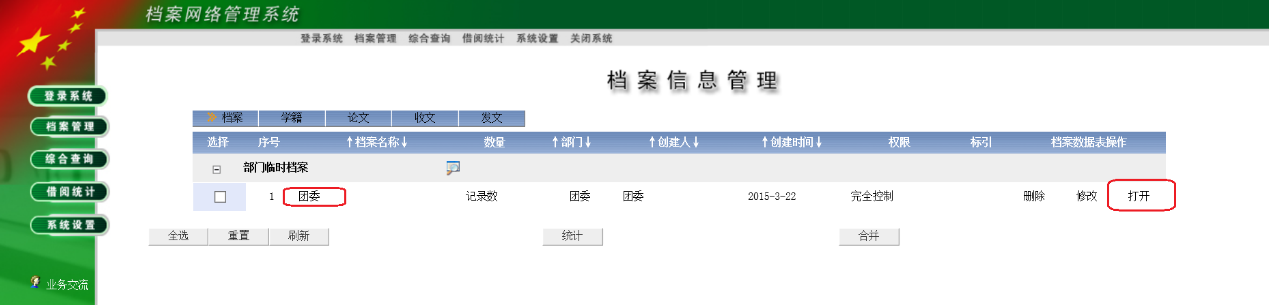 档案网络管理系统
登录系统 档案管理 综合查询 借阅统计 系统设置 关闭系统
档案信息管理
登录系统
档案管理
综合查询
借阅统计
系统设置
业务交流
档案 学籍 论文 收文 发文
选择 序号 ↑档案名称↓ 数量 ↑部门↓ ↑创建人↓ ↑创建时间↓ 权限 标引 档案数据表操作
部门临时档案
1 团委 记录数 团委 团委 2015-3-22 完全控制 删除 修改 打开
全选 重置 刷新 统计 合并